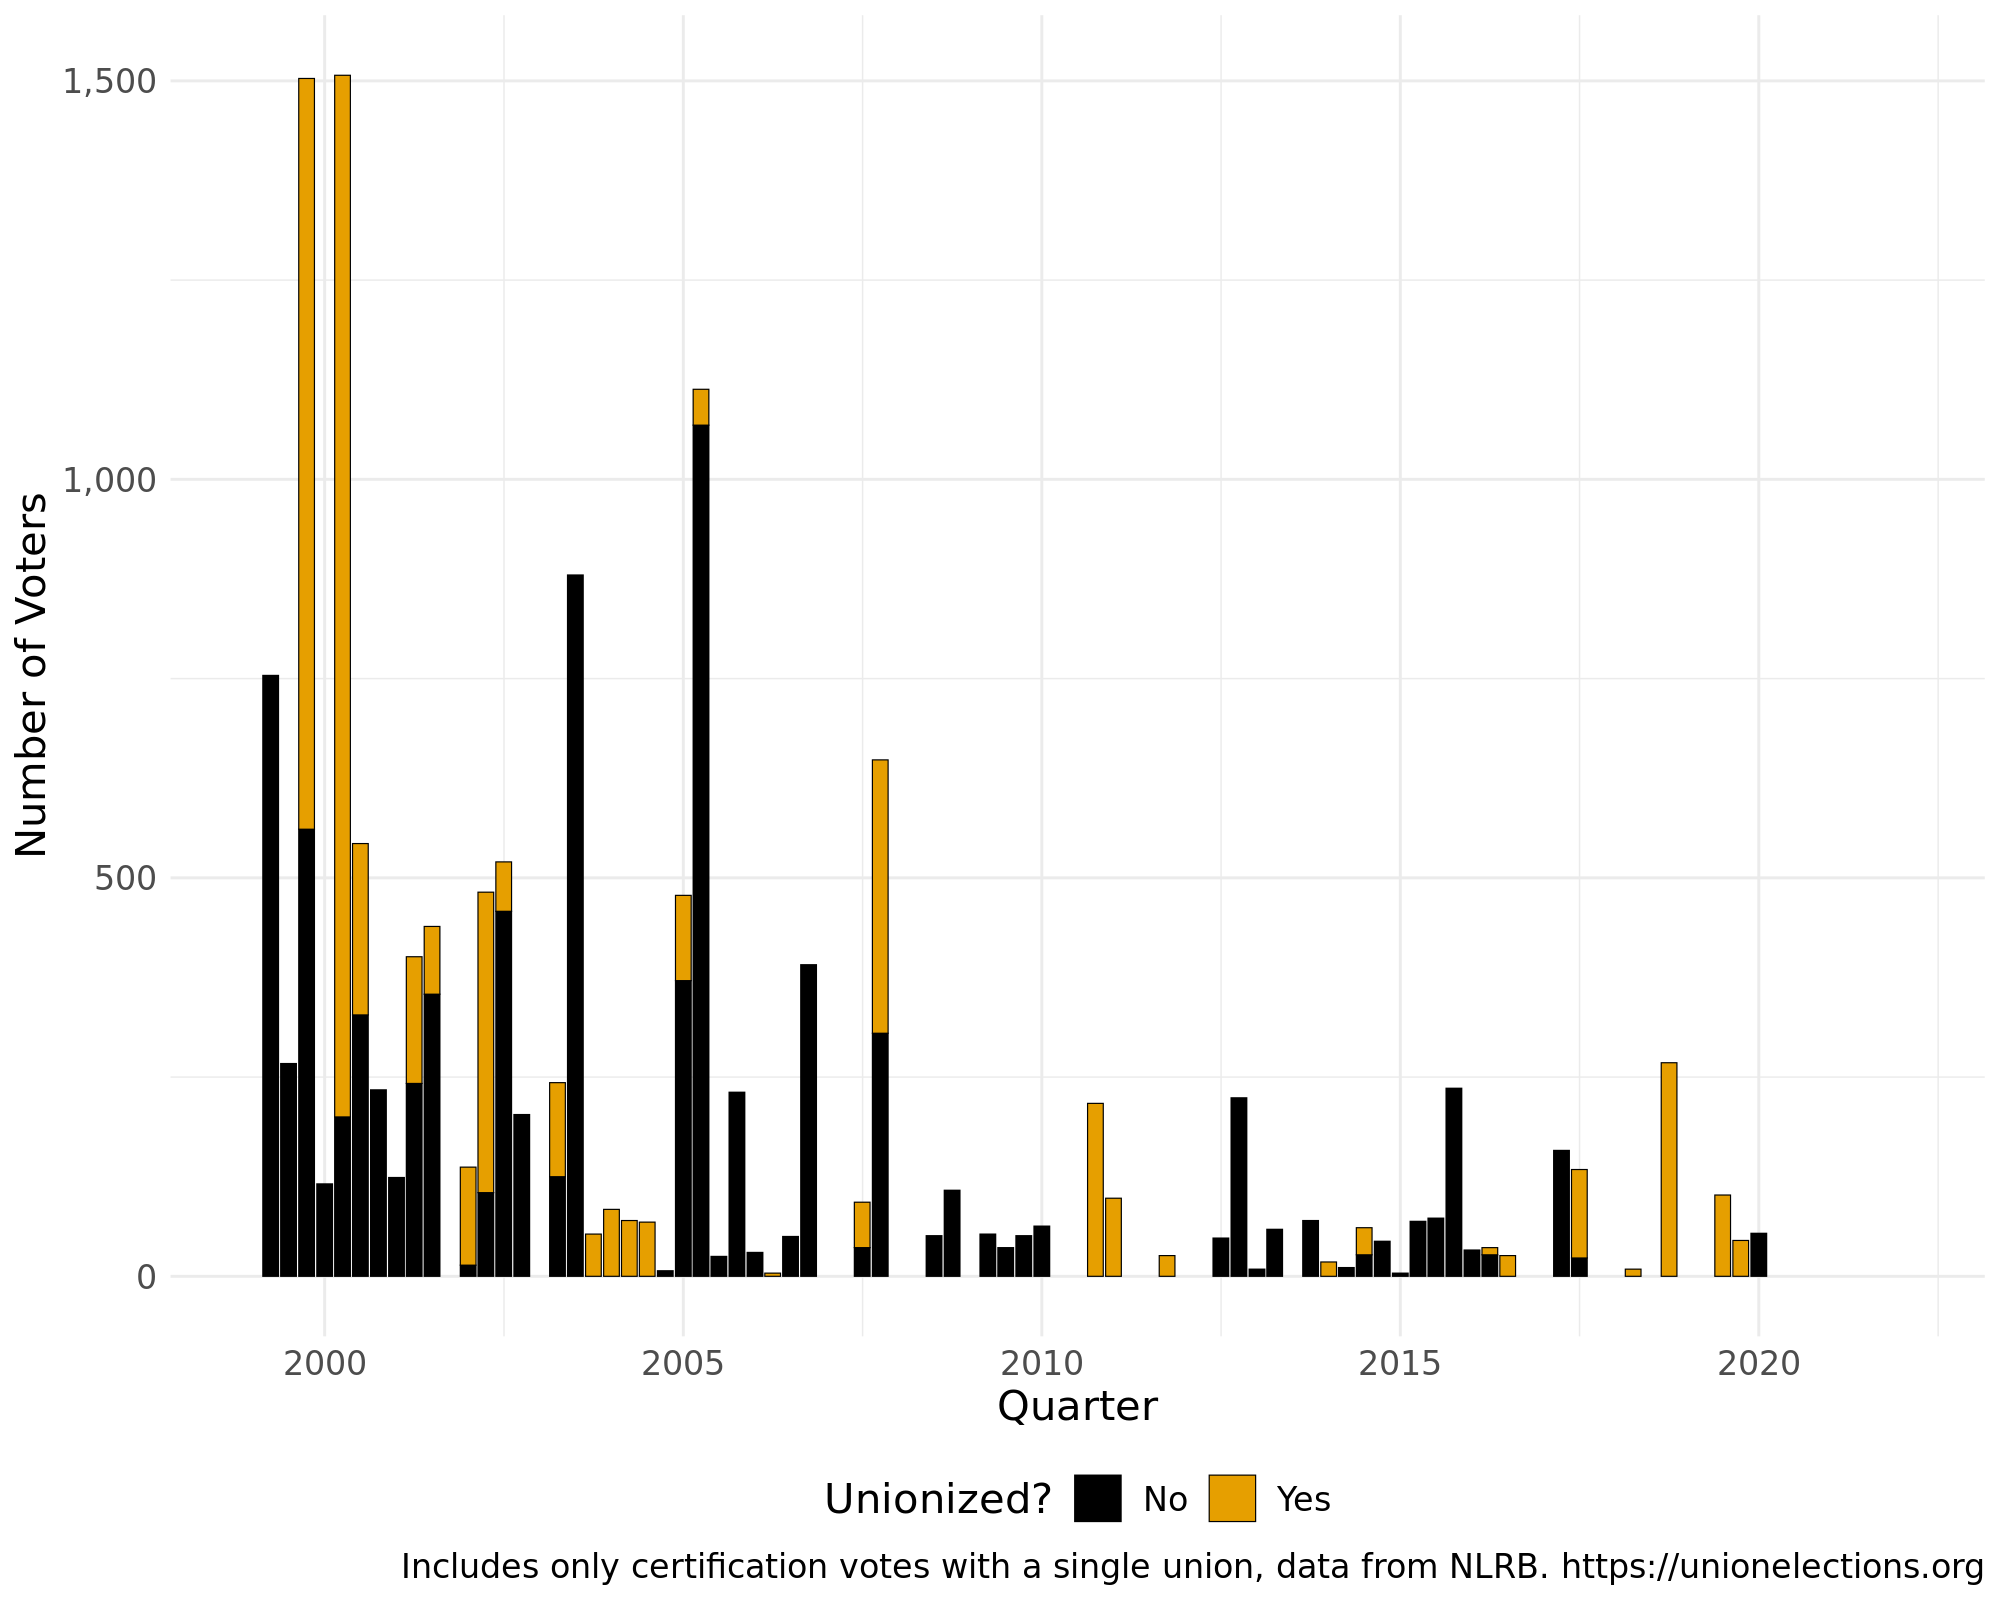 1,500
1,000
500
0
Number of Voters
2000 2005 2010 2015 2020
Quarter
Unionized? No Yes
Includes only certification votes with a single union, data from NLRB. https://unionelections.org